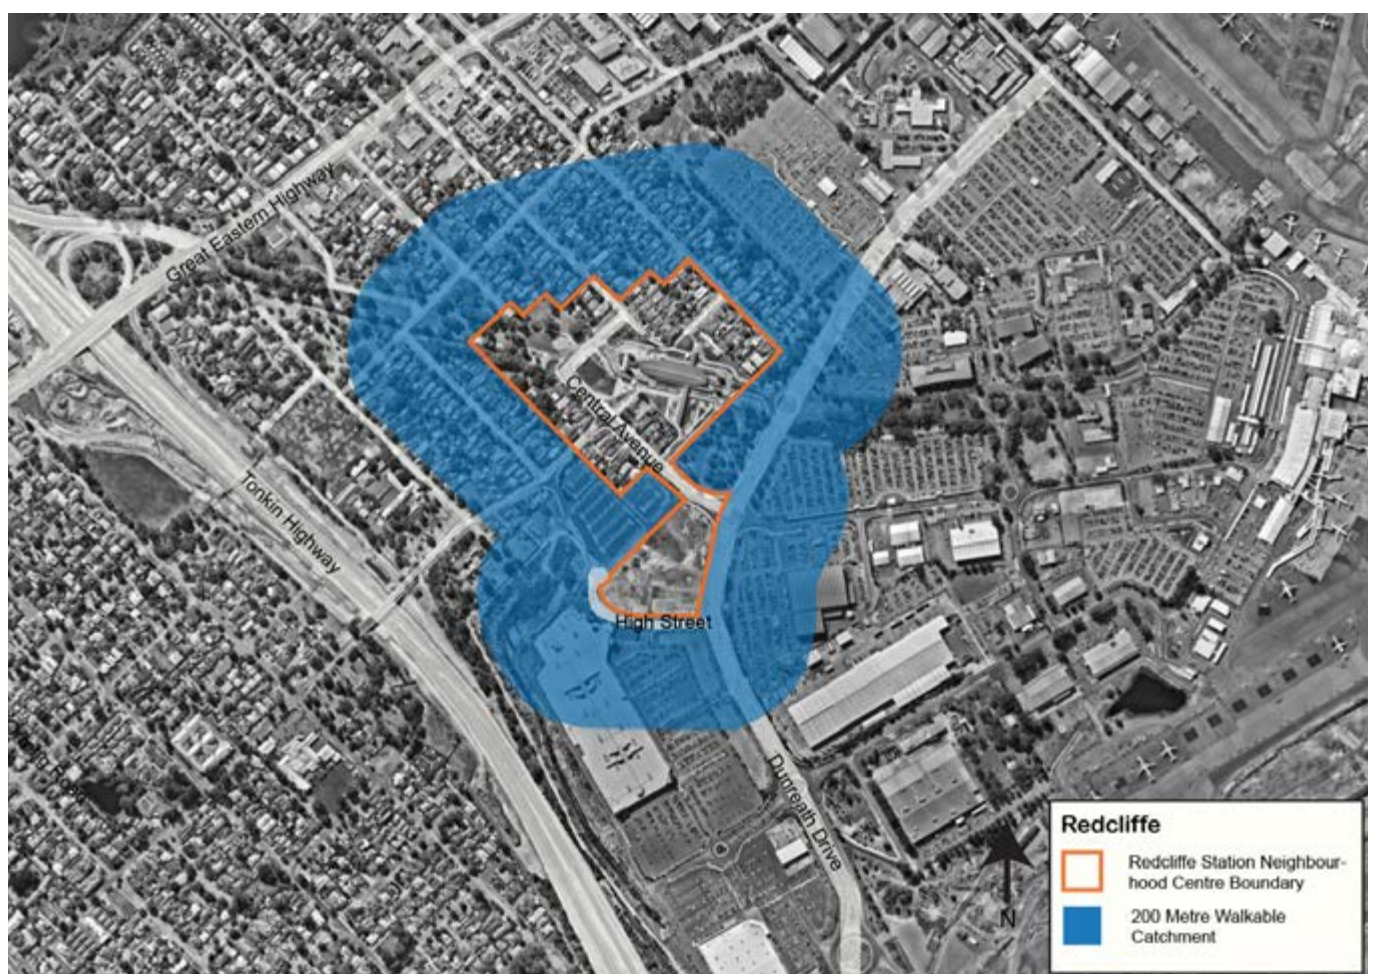 Great Eastern Highway
Central Avenue
Tonkin Highway
High Street
Dunreath Drive
Redcliffe
Redcliffe Station Neighbour-
hood Centre Boundary
200 Metre Walkable
Catchment
N